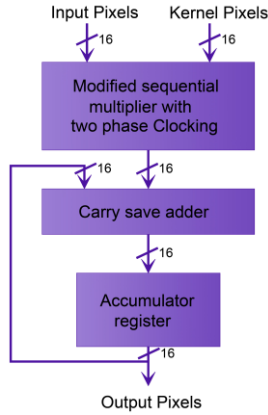 Input Pixels Kernel Pixels
16 16
Modified sequential
multiplier with
two phase Clocking
16 16
Carry save adder
16
Accumulator
register
16
Output Pixels